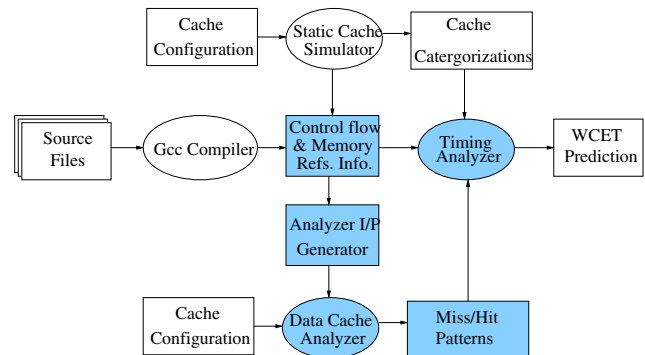 Cache
Configuration
Static Cache
Simulator
Cache
Catergorizations
Source
Files
Gcc Compiler
Control flow
& Memory
Refs. Info.
Timing
Analyzer
WCET
Prediction
Analyzer I/P
Generator
Cache
Configuration
Data Cache
Analyzer
Miss/Hit
Patterns